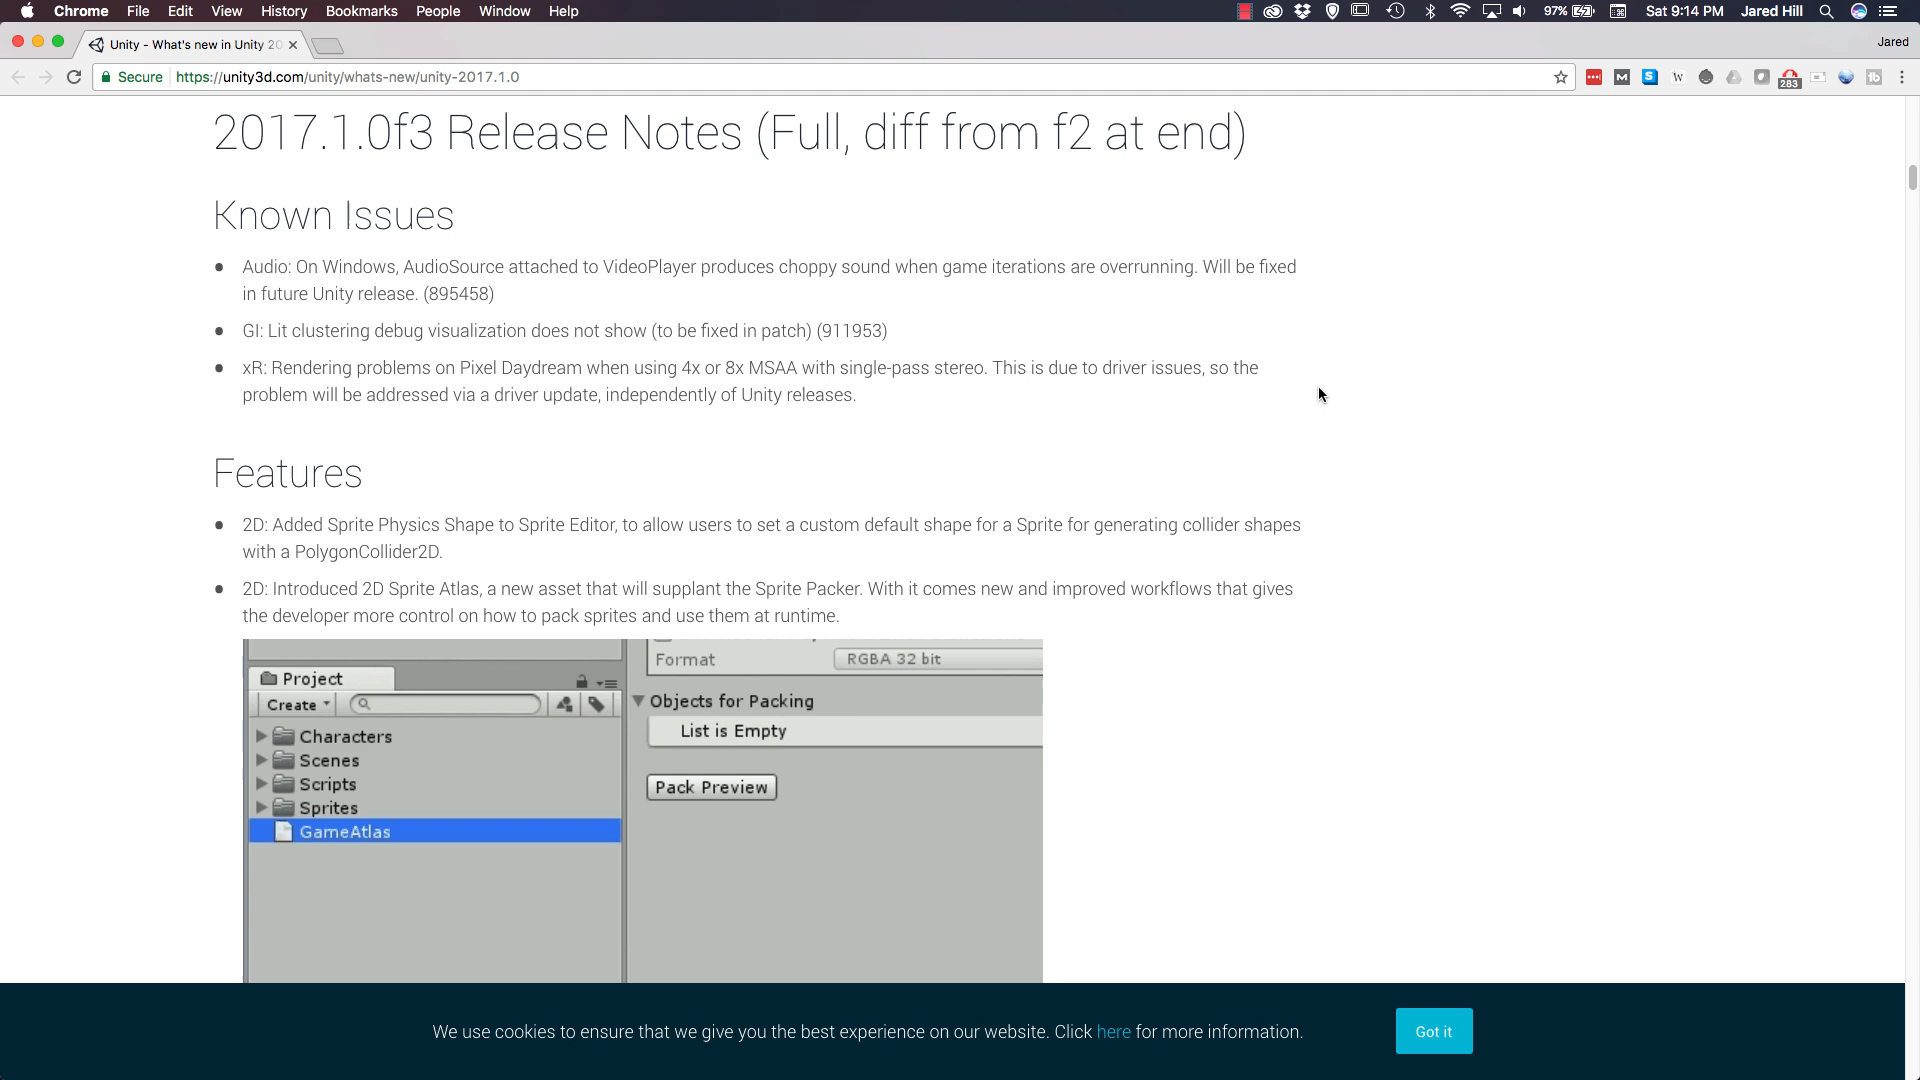 Chrome File Edit View History Bookmarks People Window Help 97% Sat 9:14 PM Jared Hill
Unity - What's new in Unity 20 Jared
Secure https://unity3d.com/unity/whats-new/unity-2017.1.0 M S W 283
2017.1.0f3 Release Notes (Full, diff from f2 at end)
Known Issues
Audio: On Windows, AudioSource attached to VideoPlayer produces choppy sound when game iterations are overrunning. Will be fixed
in future Unity release. (895458)
GI: Lit clustering debug visualization does not show (to be fixed in patch) (911953)
xR: Rendering problems on Pixel Daydream when using 4x or 8x MSAA with single-pass stereo. This is due to driver issues, so the
problem will be addressed via a driver update, independently of Unity releases.
Features
2D: Added Sprite Physics Shape to Sprite Editor, to allow users to set a custom default shape for a Sprite for generating collider shapes
with a PolygonCollider2D.
2D: Introduced 2D Sprite Atlas, a new asset that will supplant the Sprite Packer. With it comes new and improved workflows that gives
the developer more control on how to pack sprites and use them at runtime.
Format RGBA 32 bit
Project
Create
Objects for Packing
List is Empty
Characters
Scenes
Scripts
Sprites
GameAtlas
Pack Preview
We use cookies to ensure that we give you the best experience on our website. Click here for more information. Got it